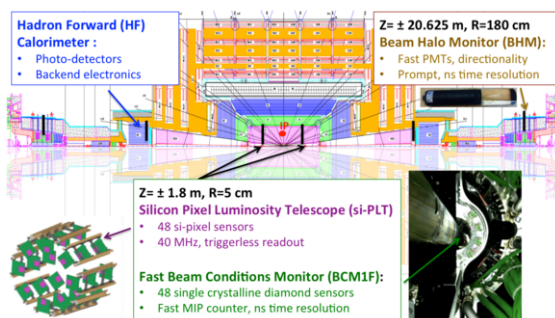 Hadron Forward (HF)
Calorimeter :
• Photo-detectors
• Backend electronics
Z= ± 20.625 m, R=180 cm
Beam Halo Monitor (BHM):
• Fast PMTs, directionality
• Prompt, ns time resolution
IP
Z= ± 1.8 m, R=5 cm
Silicon Pixel Luminosity Telescope (si-PLT)
• 48 si-pixel sensors
• 40 MHz, triggerless readout
Fast Beam Conditions Monitor (BCM1F):
• 48 single crystalline diamond sensors
• Fast MIP counter, ns time resolution